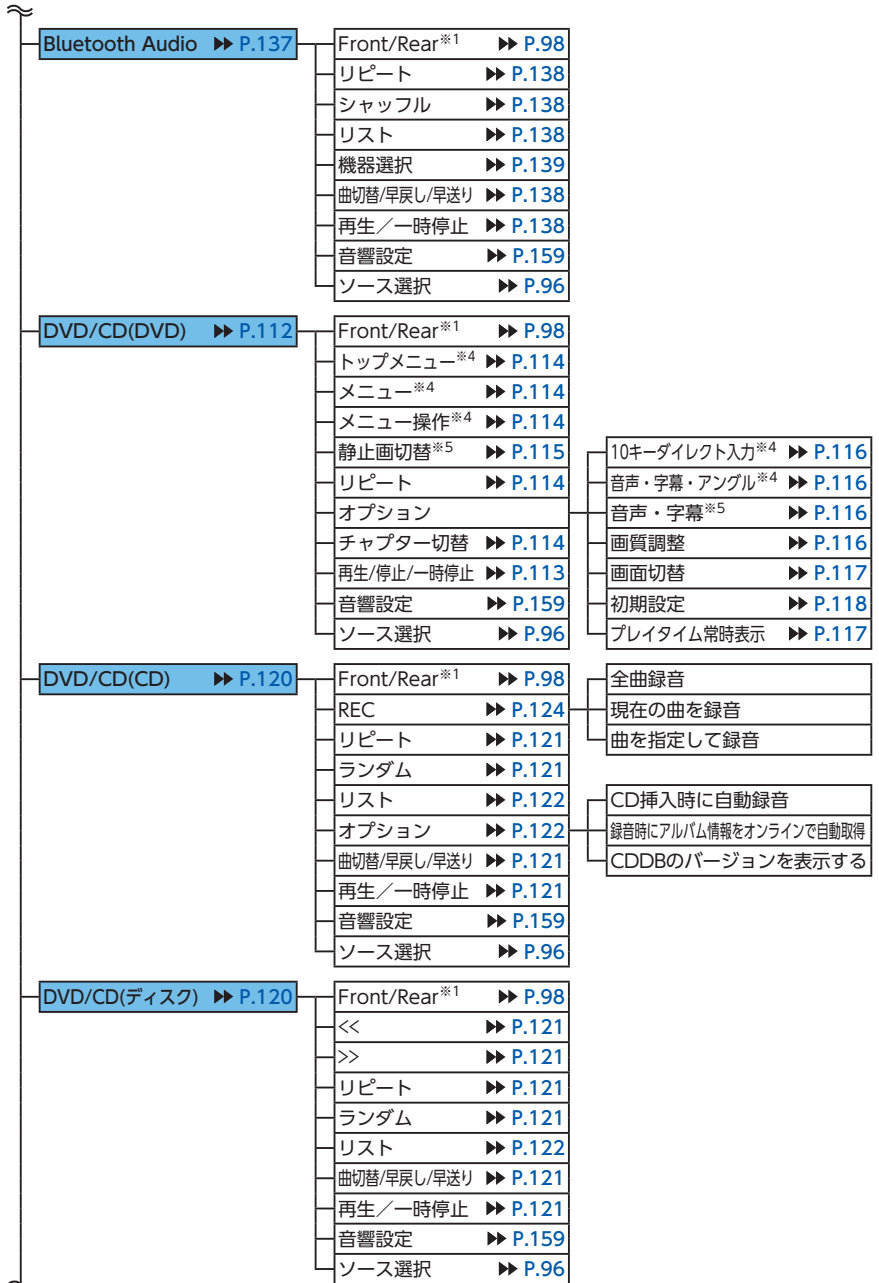 Bluetooth Audio ▶▶ P.137
Front/Rear※1 ▶▶ P.98
リピート ▶▶ P.138
シャッフル ▶▶ P.138
リスト ▶▶ P.138
機器選択 ▶▶ P.139
曲切替/早戻し/早送り ▶▶ P.138
再生／一時停止 ▶▶ P.138
音響設定 ▶▶ P.159
ソース選択 ▶▶ P.96
DVD/CD(DVD) ▶▶ P.112
Front/Rear※1 ▶▶ P.98
トップメニュー※4 ▶▶ P.114
メニュー※4 ▶▶ P.114
メニュー操作※4 ▶▶ P.114
静止画切替※5 ▶▶ P.115
リピート ▶▶ P.114
オプション
チャプター切替 ▶▶ P.114
再生/停止/一時停止 ▶▶ P.113
音響設定 ▶▶ P.159
ソース選択 ▶▶ P.96
10キーダイレクト入力※4 ▶▶ P.116
音声・字幕・アングル※4 ▶▶ P.116
音声・字幕※5 ▶▶ P.116
画質調整 ▶▶ P.116
画面切替 ▶▶ P.117
初期設定 ▶▶ P.118
プレイタイム常時表示 ▶▶ P.117
DVD/CD(CD) ▶▶ P.120
Front/Rear※1 ▶▶ P.98
REC ▶▶ P.124
リピート ▶▶ P.121
ランダム ▶▶ P.121
リスト ▶▶ P.122
オプション ▶▶ P.122
曲切替/早戻し/早送り ▶▶ P.121
再生／一時停止 ▶▶ P.121
音響設定 ▶▶ P.159
ソース選択 ▶▶ P.96
全曲録音
現在の曲を録音
曲を指定して録音
CD挿入時に自動録音
録音時にアルバム情報をオンラインで自動取得
CDDBのバージョンを表示する
DVD/CD(ディスク) ▶▶ P.120
Front/Rear※1 ▶▶ P.98
<< ▶▶ P.121
>> ▶▶ P.121
リピート ▶▶ P.121
ランダム ▶▶ P.121
リスト ▶▶ P.122
曲切替/早戻し/早送り ▶▶ P.121
再生／一時停止 ▶▶ P.121
音響設定 ▶▶ P.159
ソース選択 ▶▶ P.96